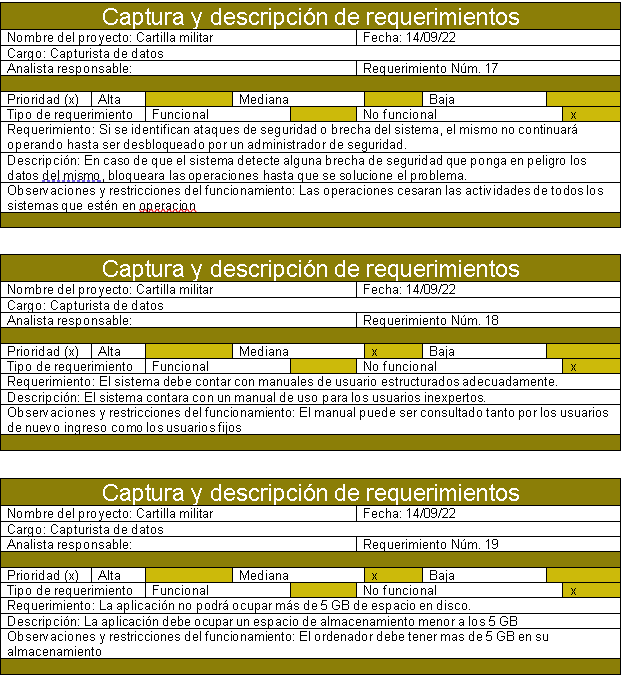 Captura y descripción de requerimientos
Nombre del proyecto: Cartilla militar Fecha: 14/09/22
Cargo: Capturista de datos
Analista responsable: Requerimiento Núm. 17
Prioridad (x) Alta Mediana Baja
Tipo de requerimiento Funcional No funcional x
Requerimiento: Si se identifican ataques de seguridad o brecha del sistema, el mismo no continuará
operando hasta ser desbloqueado por un administrador de seguridad.
Descripción: En caso de que el sistema detecte alguna brecha de seguridad que ponga en peligro los
datos del mismo, bloqueara las operaciones hasta que se solucione el problema.
Observaciones y restricciones del funcionamiento: Las operaciones cesaran las actividades de todos los
sistemas que estén en operacion
Captura y descripción de requerimientos
Nombre del proyecto: Cartilla militar Fecha: 14/09/22
Cargo: Capturista de datos
Analista responsable: Requerimiento Núm. 18
Prioridad (x) Alta Mediana x Baja
Tipo de requerimiento Funcional No funcional x
Requerimiento: El sistema debe contar con manuales de usuario estructurados adecuadamente.
Descripción: El sistema contara con un manual de uso para los usuarios inexpertos.
Observaciones y restricciones del funcionamiento: El manual puede ser consultado tanto por los usuarios
de nuevo ingreso como los usuarios fijos
Captura y descripción de requerimientos
Nombre del proyecto: Cartilla militar Fecha: 14/09/22
Cargo: Capturista de datos
Analista responsable: Requerimiento Núm. 19
Prioridad (x) Alta Mediana x Baja
Tipo de requerimiento Funcional No funcional x
Requerimiento: La aplicación no podrá ocupar más de 5 GB de espacio en disco.
Descripción: La aplicación debe ocupar un espacio de almacenamiento menor a los 5 GB
Observaciones y restricciones del funcionamiento: El ordenador debe tener mas de 5 GB en su
almacenamiento